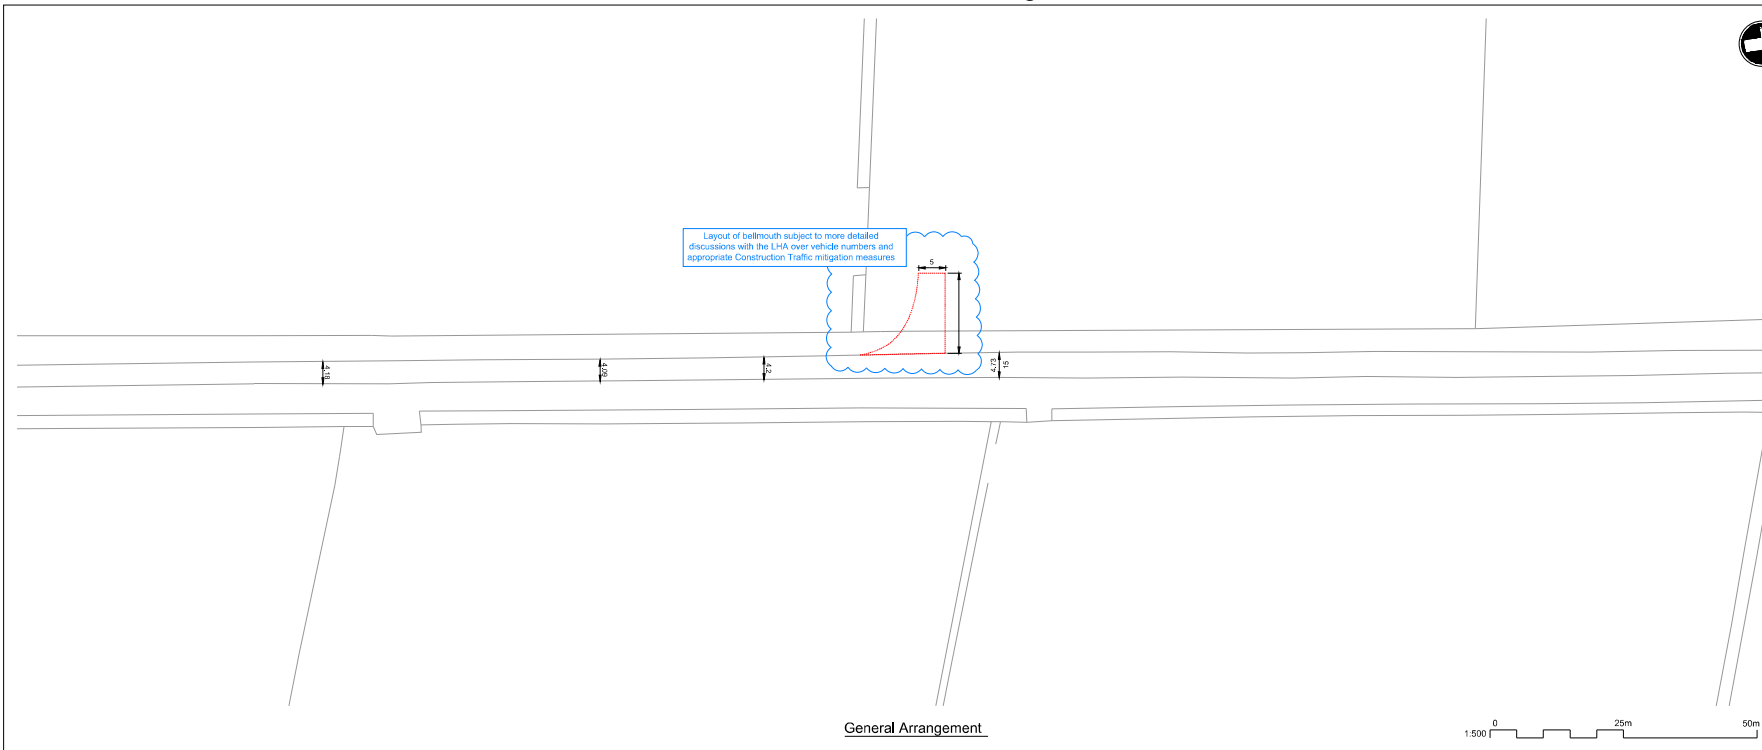 Layout of bellmouth subject to more detailed
discussions with the LHA over vehicle numbers and
appropriate Construction Traffic mitigation measures
5
4.18
4.09
4.2
4.73
15
General Arrangement
1:500
0
25m
50m